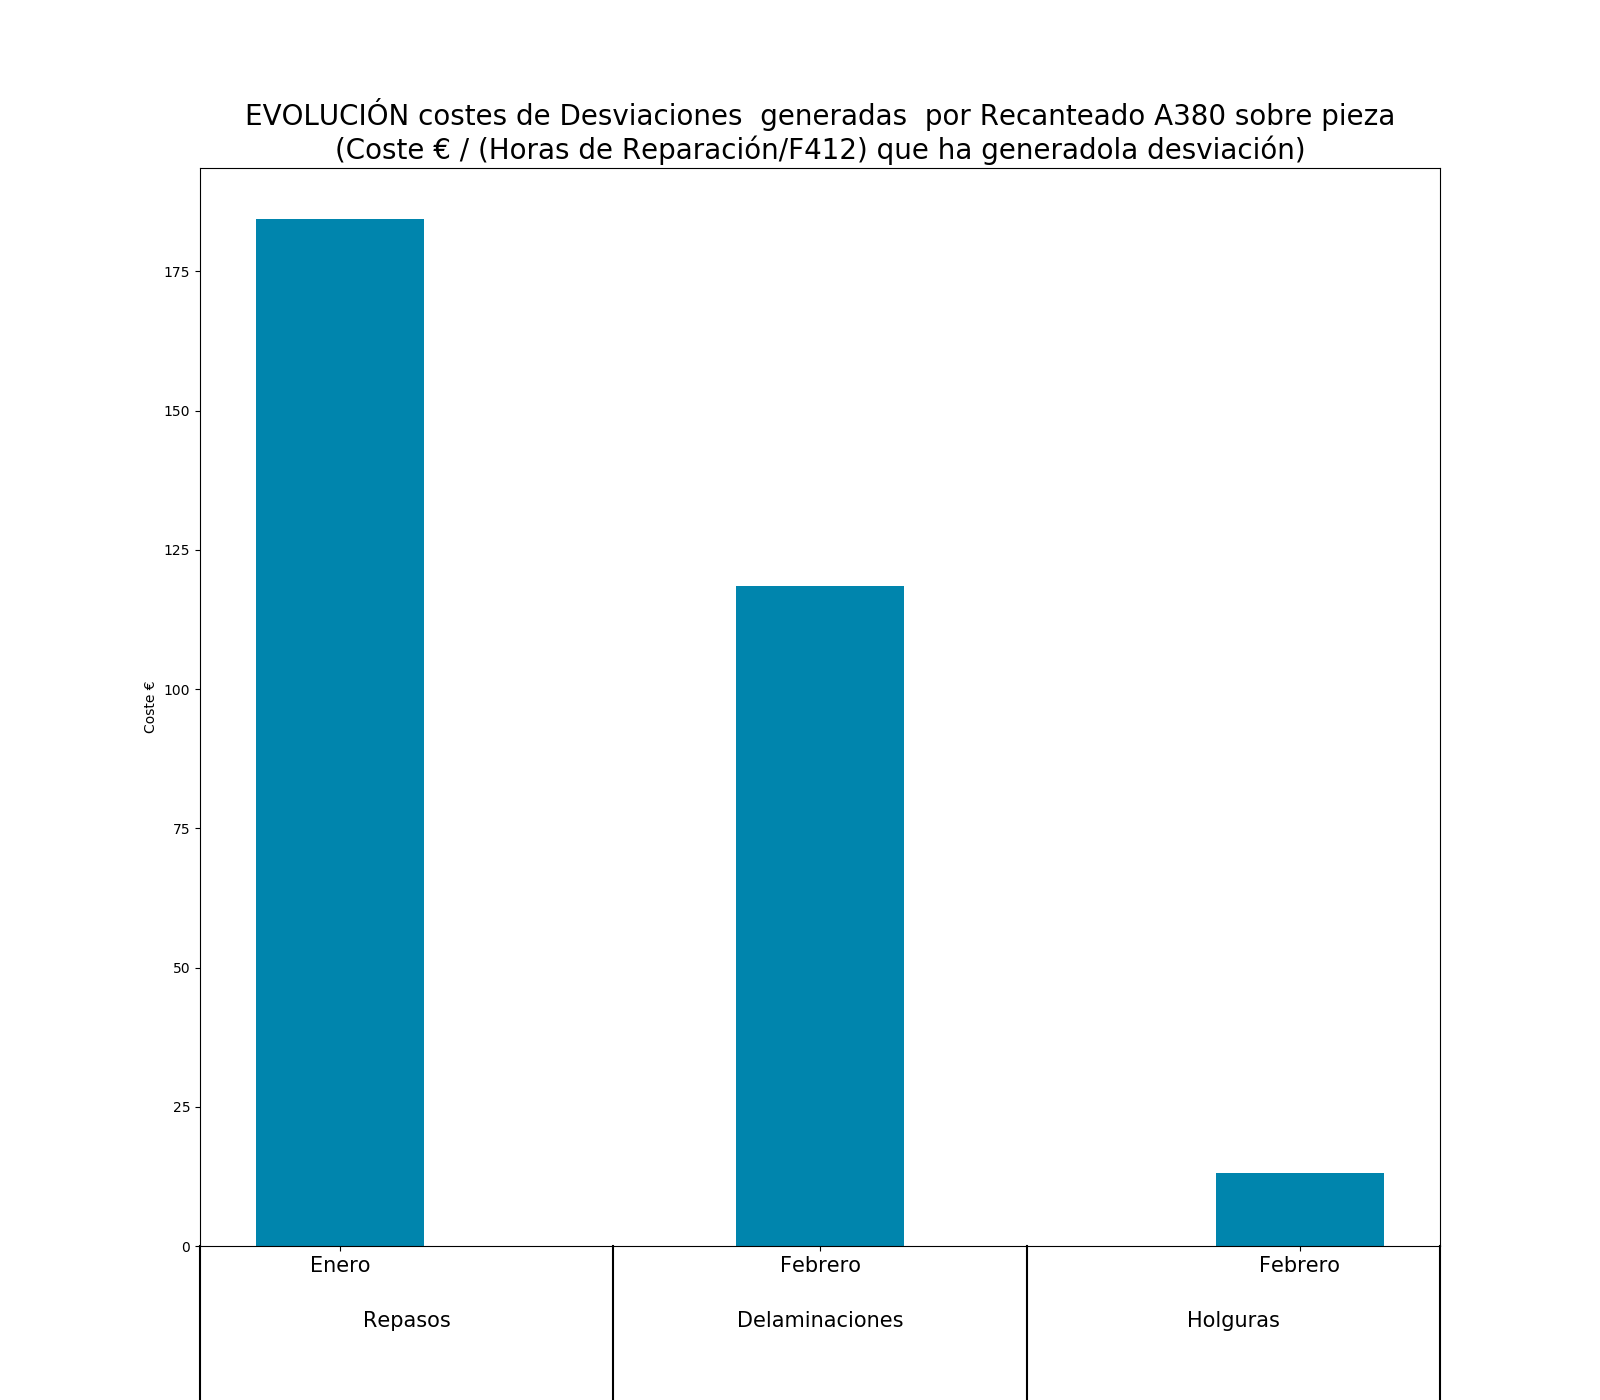 EVOLUCIÓN costes de Desviaciones  generadas  por Recanteado A380 sobre pieza
(Coste € / (Horas de Reparación/F412) que ha generadola desviación)
175
150
125
100
75
50
25
0
Coste €
Enero Febrero Febrero
Repasos Delaminaciones Holguras